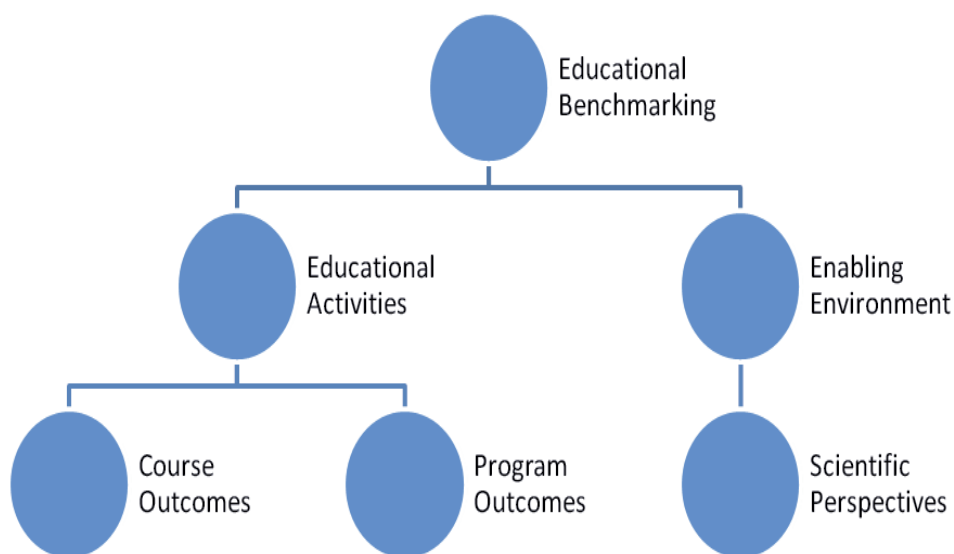 Educational
Benchmarking
Educational
Activities
Enabling
Environment
Course
Outcomes
Program
Outcomes
Scientific
Perspectives